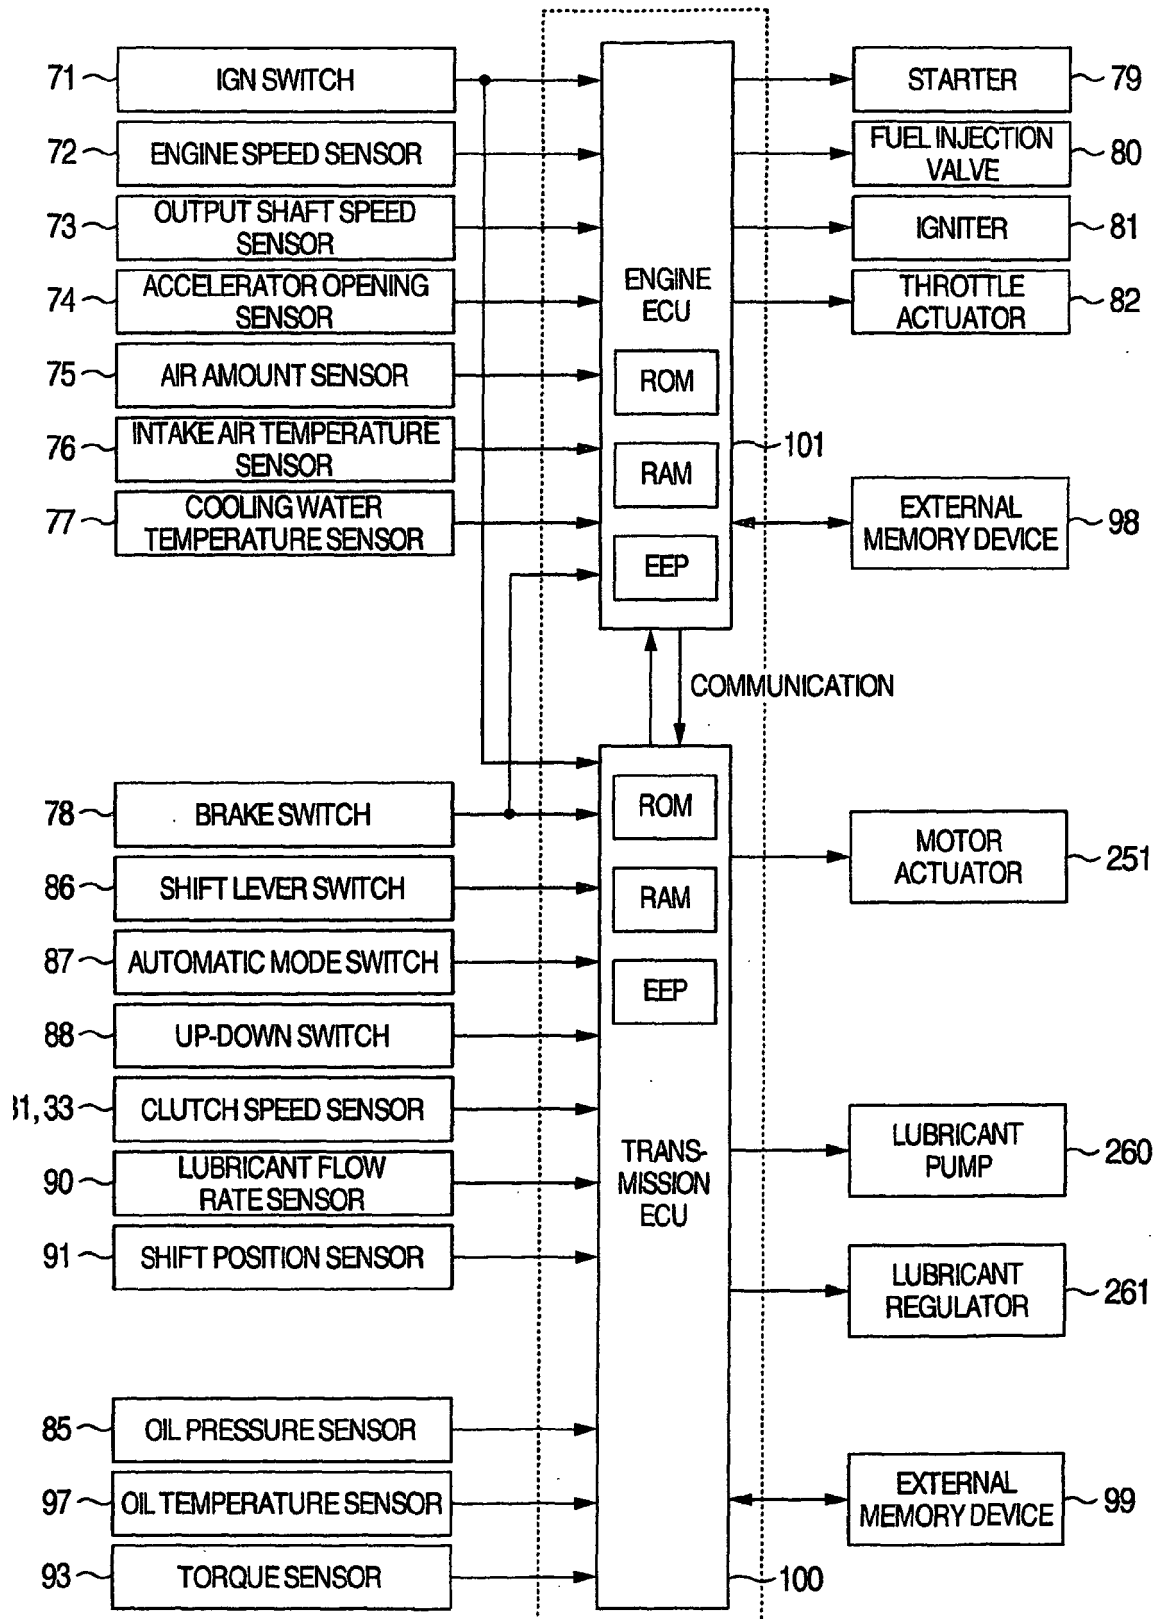 71
IGN SWITCH
72
ENGINE SPEED SENSOR
73
OUTPUT SHAFT SPEED
SENSOR
74
ACCELERATOR OPENING
SENSOR
75
AIR AMOUNT SENSOR
76
INTAKE AIR TEMPERATURE
SENSOR
77
COOLING WATER
TEMPERATURE SENSOR
ENGINE
ECU
ROM
RAM
EEP
101
STARTER
79
FUEL INJECTION
VALVE
80
IGNITER
81
THROTTLE
ACTUATOR
82
EXTERNAL
MEMORY DEVICE
98
COMMUNICATION
78
BRAKE SWITCH
86
SHIFT LEVER SWITCH
87
AUTOMATIC MODE SWITCH
88
UP-DOWN SWITCH
31, 33
CLUTCH SPEED SENSOR
90
LUBRICANT FLOW
RATE SENSOR
91
SHIFT POSITION SENSOR
85
OIL PRESSURE SENSOR
97
OIL TEMPERATURE SENSOR
93
TORQUE SENSOR
ROM
RAM
EEP
TRANS-
MISSION
ECU
100
MOTOR
ACTUATOR
251
LUBRICANT
PUMP
260
LUBRICANT
REGULATOR
261
EXTERNAL
MEMORY DEVICE
99